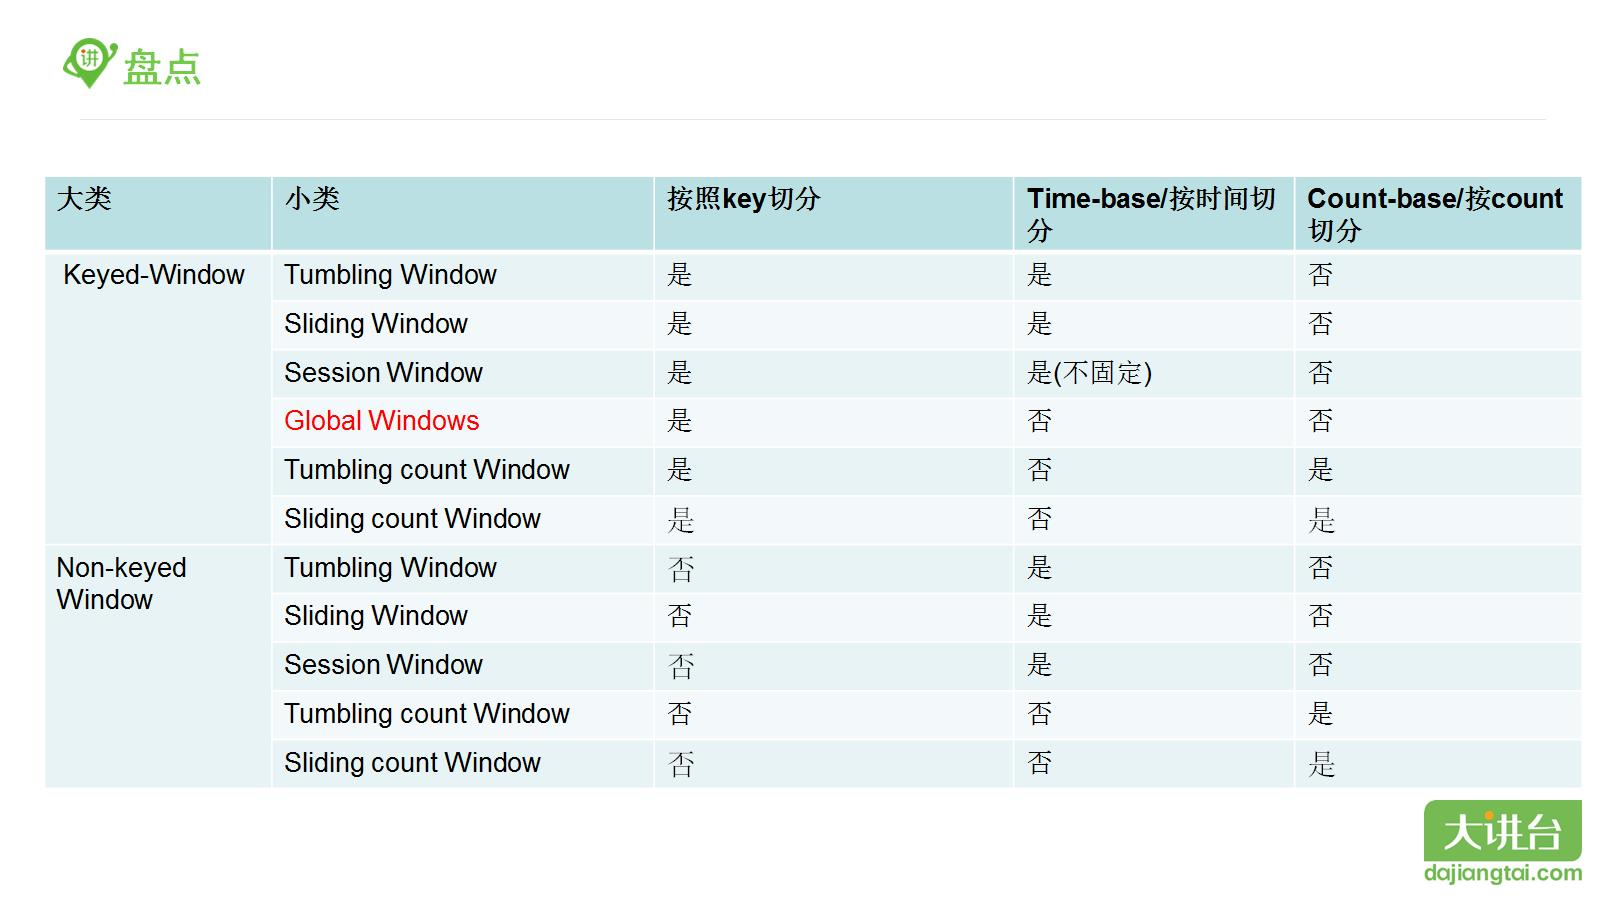 讲
盘点
大类 小类 按照key切分 Time-base/按时间切分 Count-base/按count切分
Keyed-Window Tumbling Window 是 是 否
Sliding Window 是 是 否
Session Window 是 是(不固定) 否
Global Windows 是 否 否
Tumbling count Window 是 否 是
Sliding count Window 是 否 是
Non-keyed Window Tumbling Window 否 是 否
Sliding Window 否 是 否
Session Window 否 是 否
Tumbling count Window 否 否 是
Sliding count Window 否 否 是
大讲台
dajiangtai.com